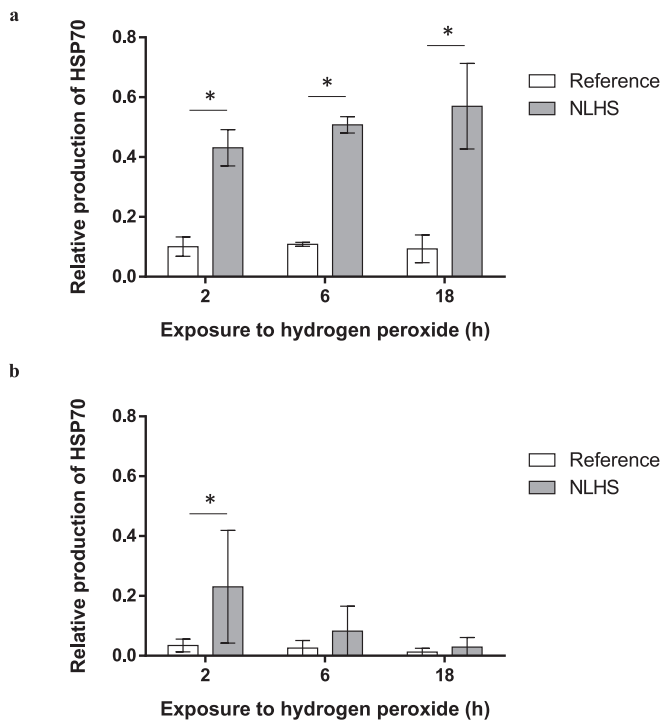 a
Relative production of HSP70
0.8
0.6
0.4
0.2
0.0
*
*
*
Reference
NLHS
2
6
18
Exposure to hydrogen peroxide (h)
b
Relative production of HSP70
0.8
0.6
0.4
0.2
0.0
*
Reference
NLHS
2
6
18
Exposure to hydrogen peroxide (h)